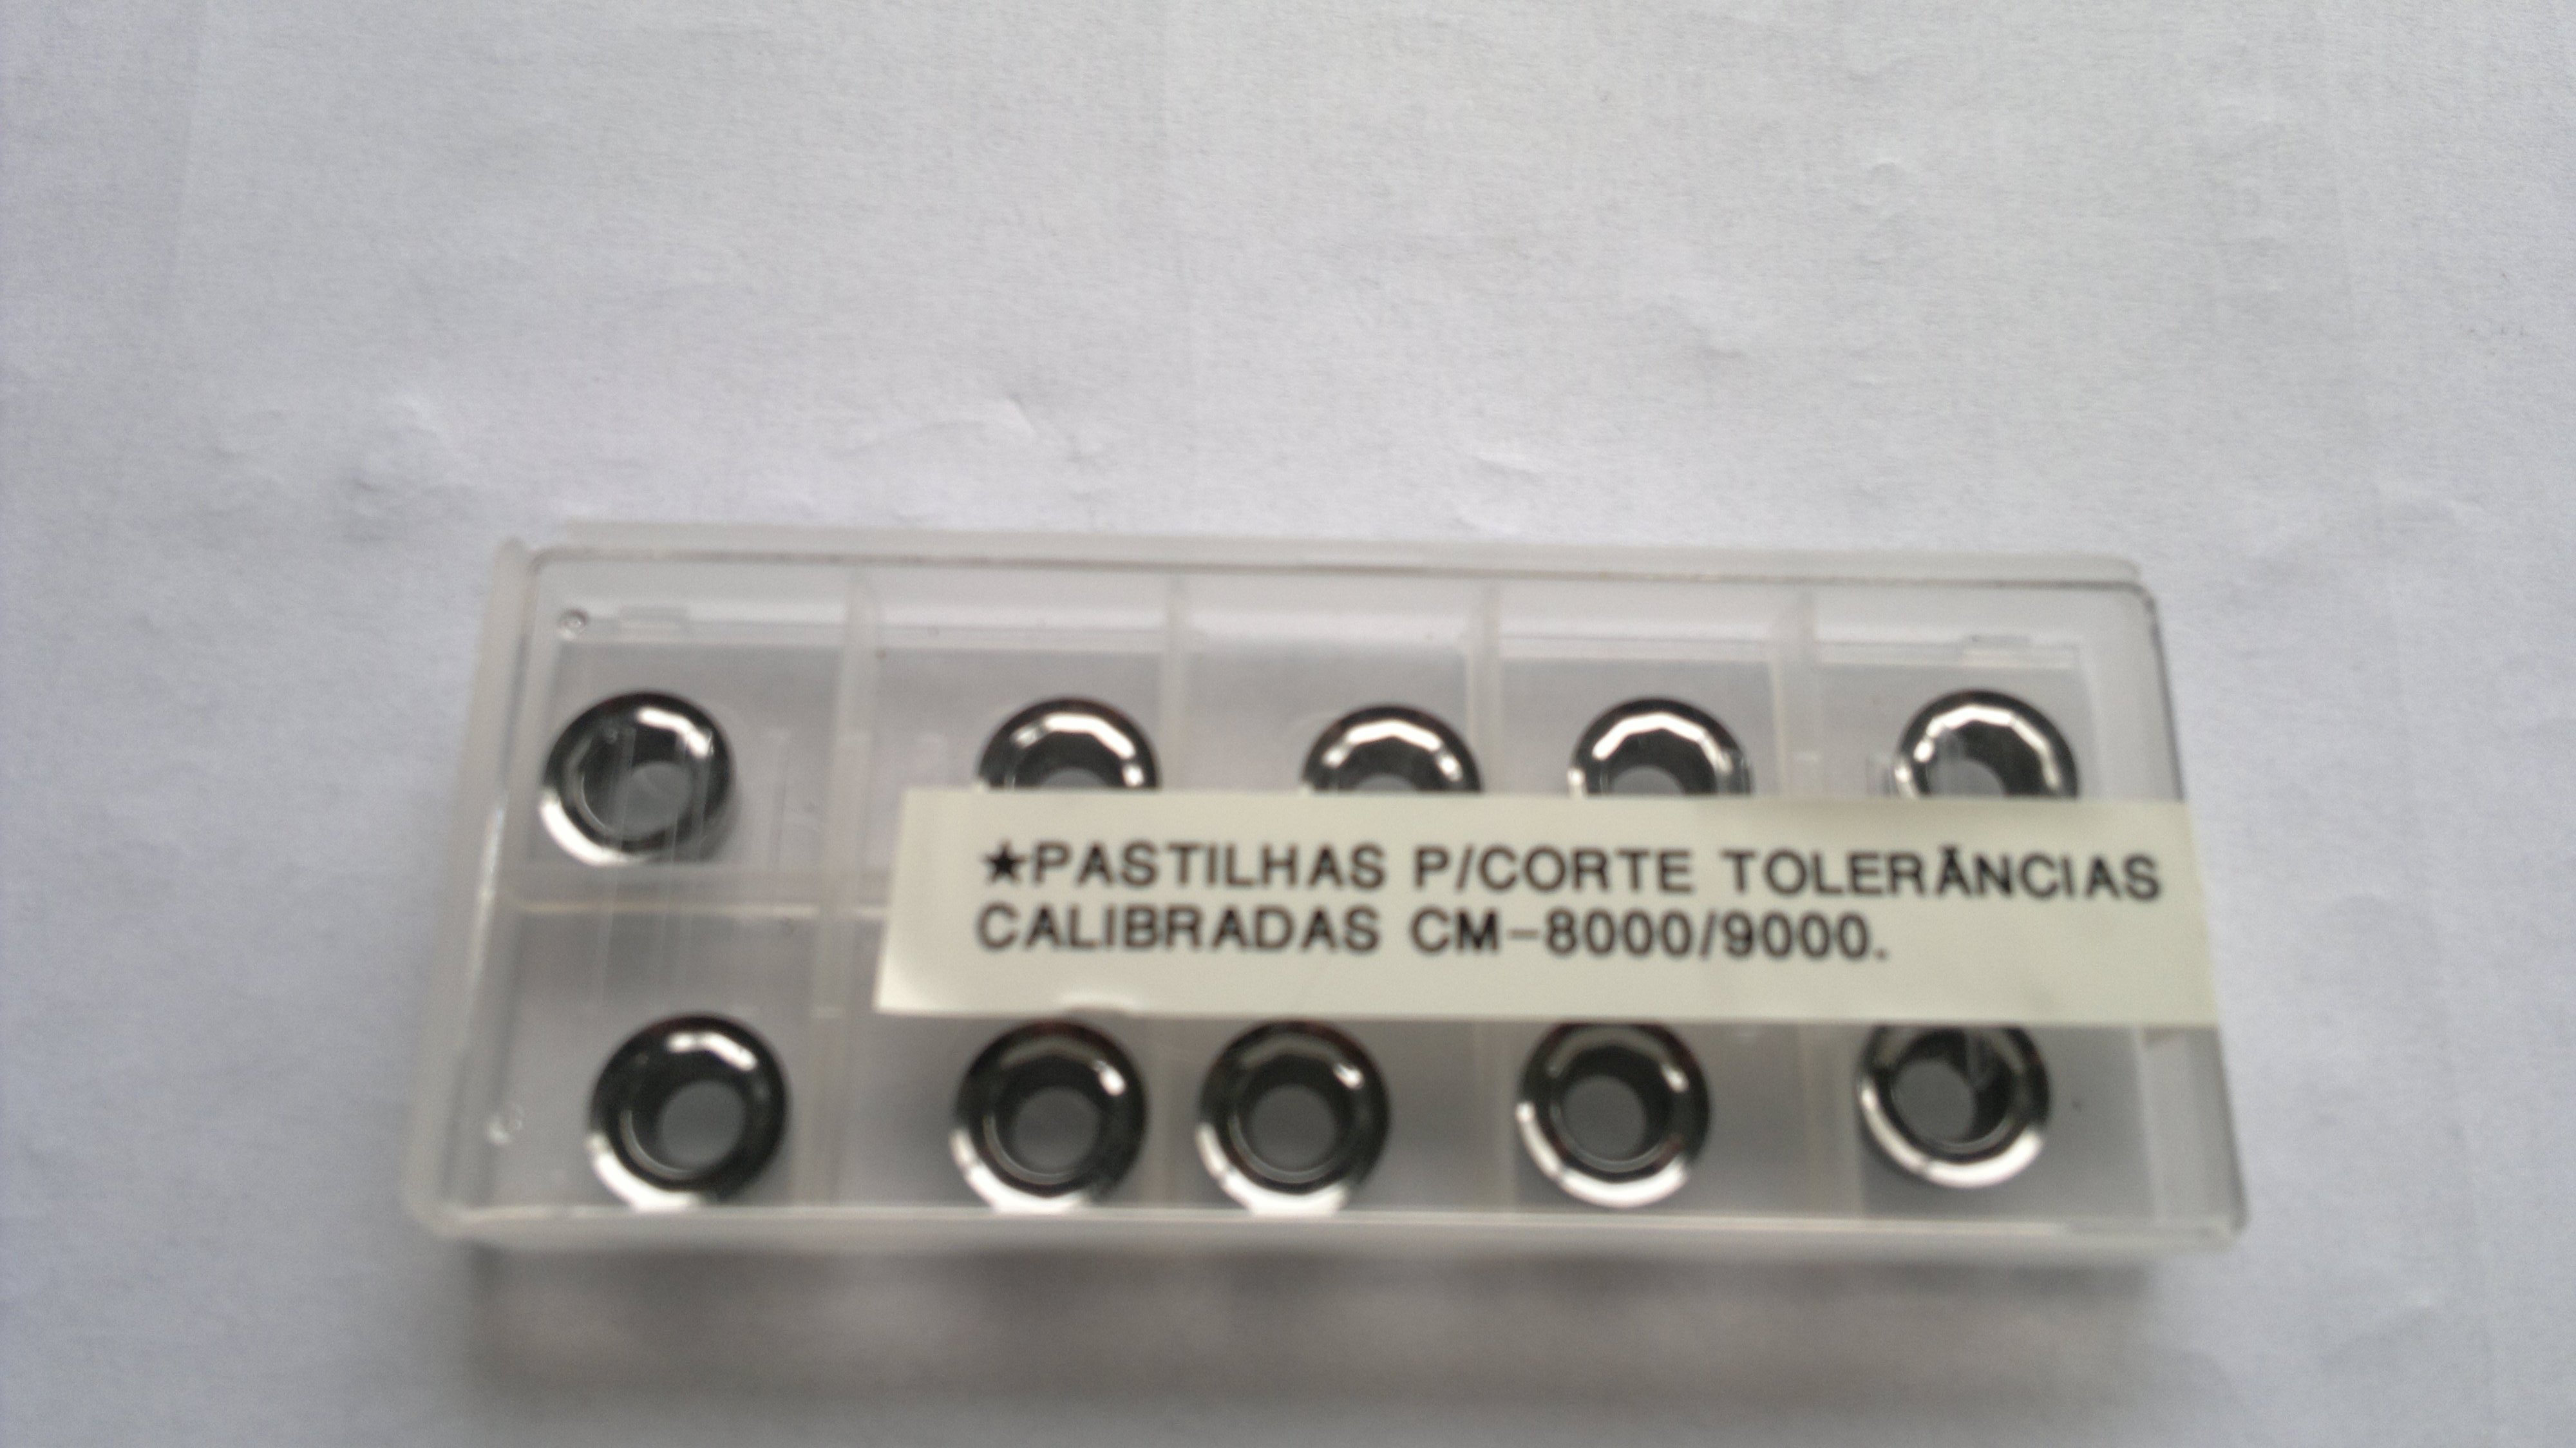 ★PASTILHAS P/CORTE TOLERÂNCIAS
CALIBRADAS CM-8000/9000.